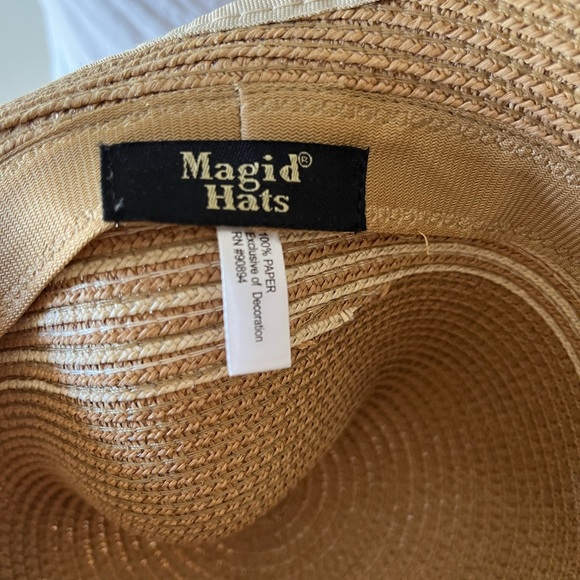 Magid®
Hats
100% PAPER
Exclusive of Decoration
RN #90894